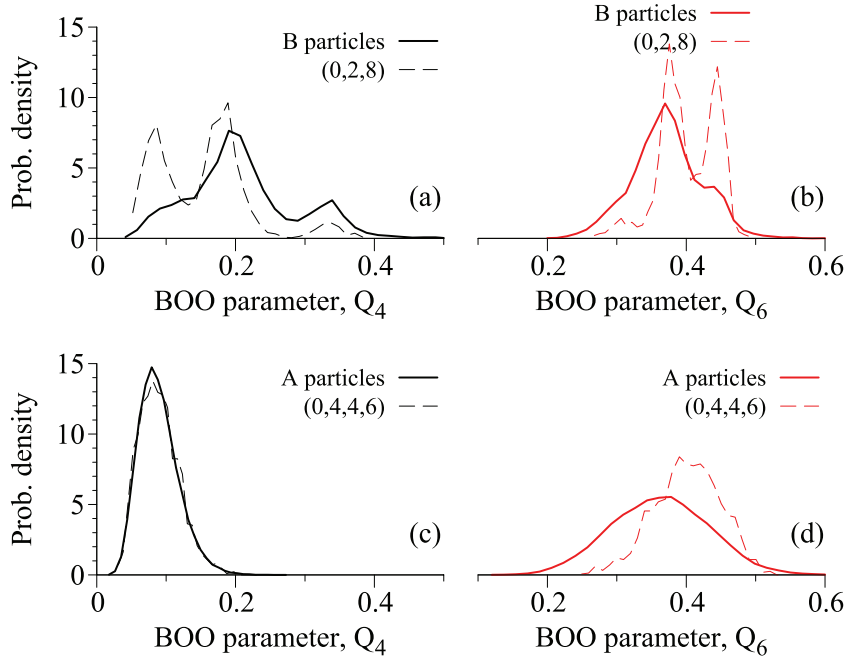 B particles
(0,2,8)
15
10
5
0
Prob. density
(a)
0
0.2
0.4
BOO parameter, Q4
B particles
(0,2,8)
(b)
0.2
0.4
0.6
BOO parameter, Q6
A particles
(0,4,4,6)
15
10
5
0
Prob. density
(c)
0
0.2
0.4
BOO parameter, Q4
A particles
(0,4,4,6)
(d)
0.2
0.4
0.6
BOO parameter, Q6